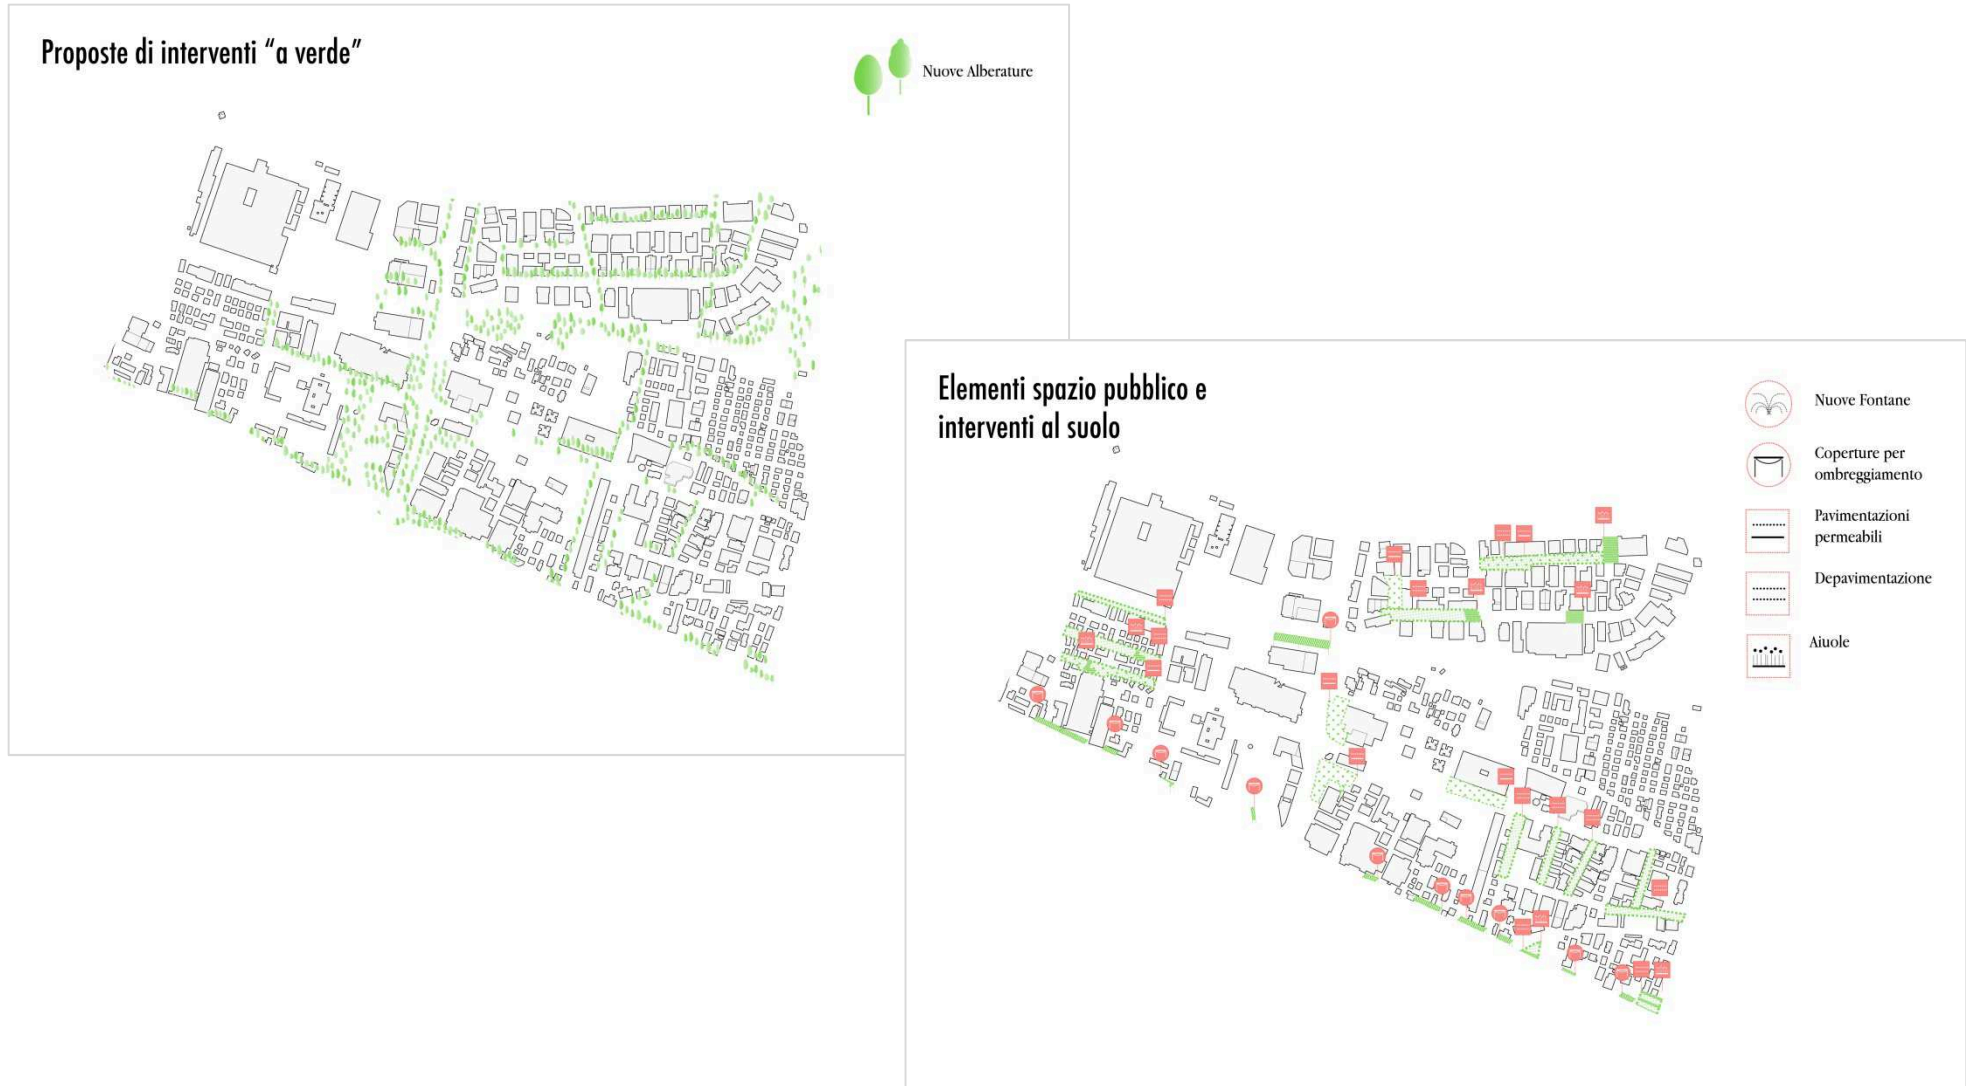 Proposte di interventi “a verde”
Nuove Alberature
Elementi spazio pubblico e
interventi al suolo
Nuove Fontane
Coperture per
ombreggiamento
Pavimentazioni
permeabili
Depavimentazione
Aiuole